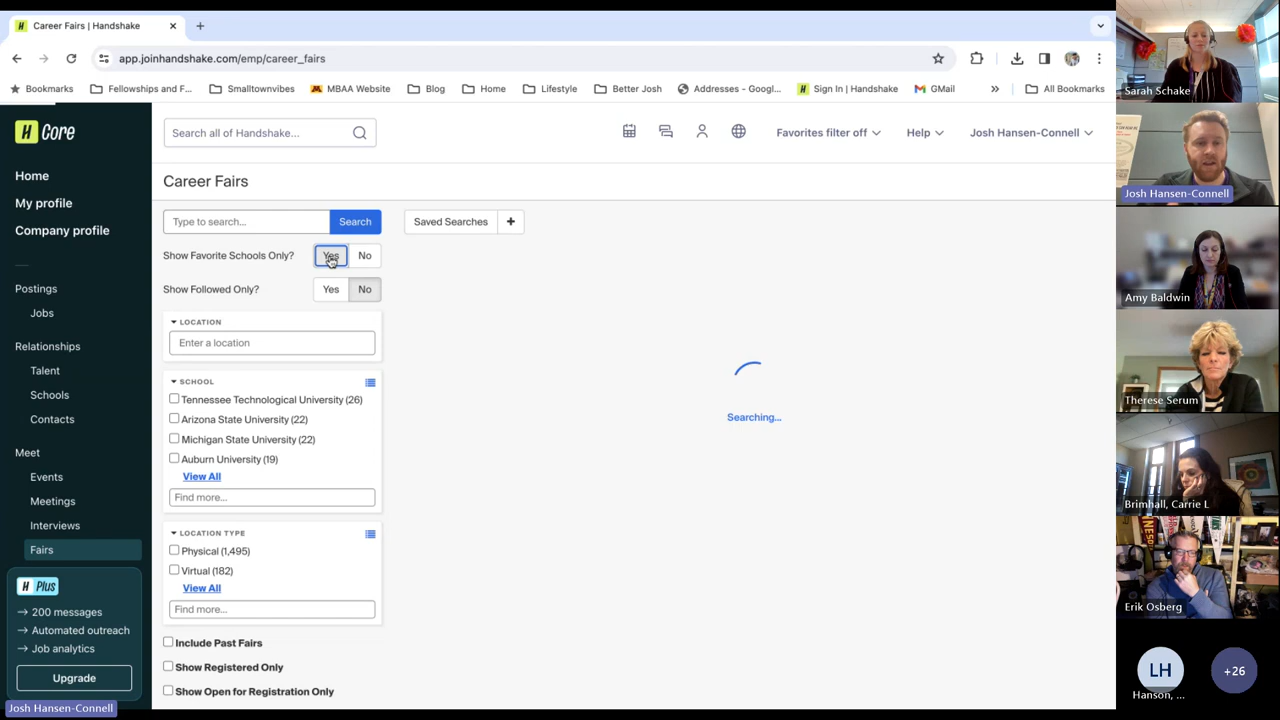 Career Fairs | Handshake
app.joinhandshake.com/emp/career_fairs
Bookmarks
Fellowships and F...
Smalltownvibes
MBAA Website
Blog
Home
Lifestyle
Better Josh
Addresses - Googl...
Sign In | Handshake
GMail
»
All Bookmarks
H Core
Search all of Handshake...
Favorites filter off
Help
Josh Hansen-Connell
Home
My profile
Company profile
Postings
Jobs
Relationships
Talent
Schools
Contacts
Meet
Events
Meetings
Interviews
Fairs
H Plus
→ 200 messages
→ Automated outreach
→ Job analytics
Upgrade
Josh Hansen-Connell
Career Fairs
Type to search...
Search
Saved Searches
+
Show Favorite Schools Only?
Yes
No
Show Followed Only?
Yes
No
LOCATION
Enter a location
SCHOOL
Tennessee Technological University (26)
Arizona State University (22)
Michigan State University (22)
Auburn University (19)
View All
Find more...
LOCATION TYPE
Physical (1,495)
Virtual (182)
View All
Find more...
Include Past Fairs
Show Registered Only
Show Open for Registration Only
Searching...
Sarah Schake
Josh Hansen-Connell
Amy Baldwin
Therese Serum
Brimhall, Carrie L
Erik Osberg
LH
Hanson, ...
+26